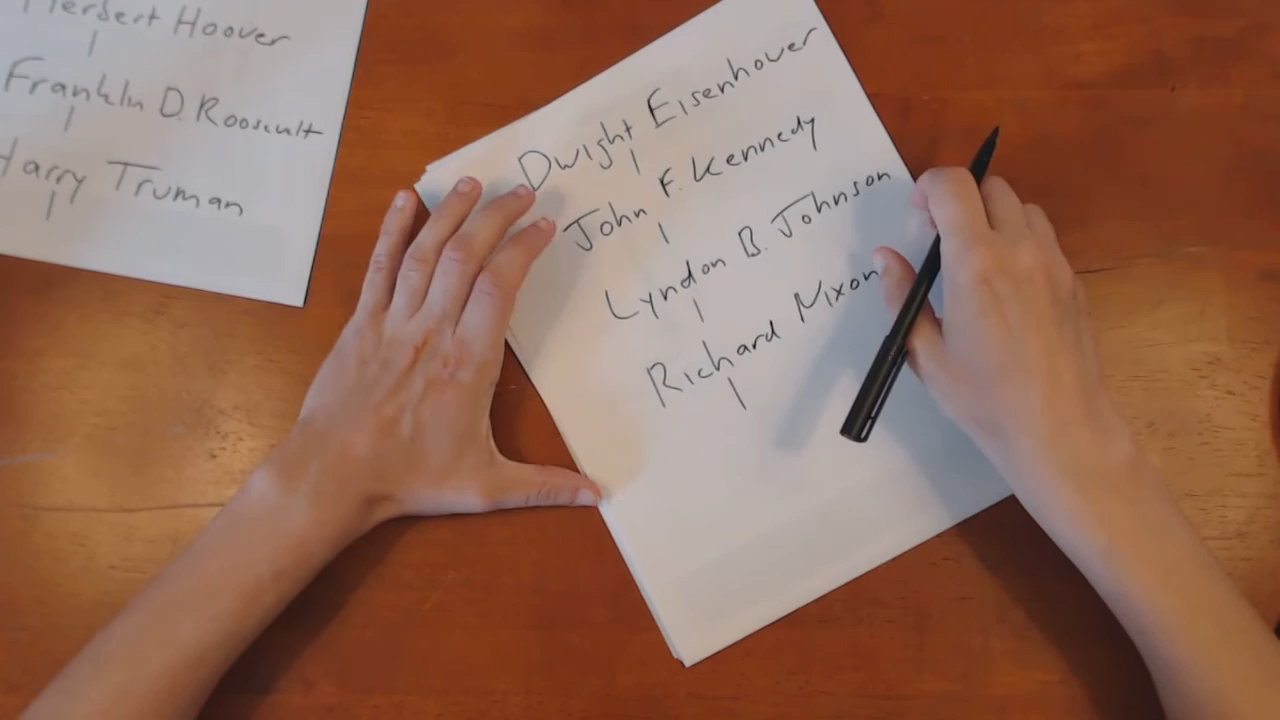 Herbert Hoover
Franklin D. Roosevelt
Harry Truman
Dwight Eisenhower
John F. Kennedy
Lyndon B. Johnson
Richard Nixon